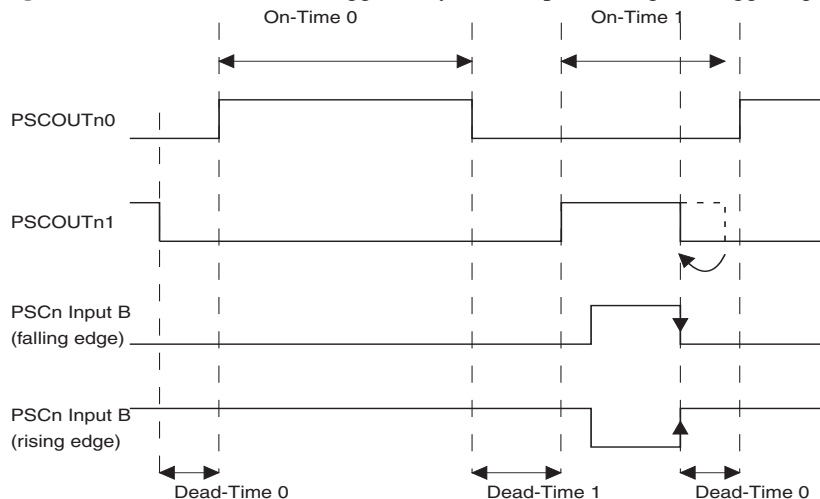 On-Time 0
On-Time 1
PSCOUTn0
PSCOUTn1
PSCn Input B
(falling edge)
PSCn Input B
(rising edge)
Dead-Time 0
Dead-Time 1
Dead-Time 0